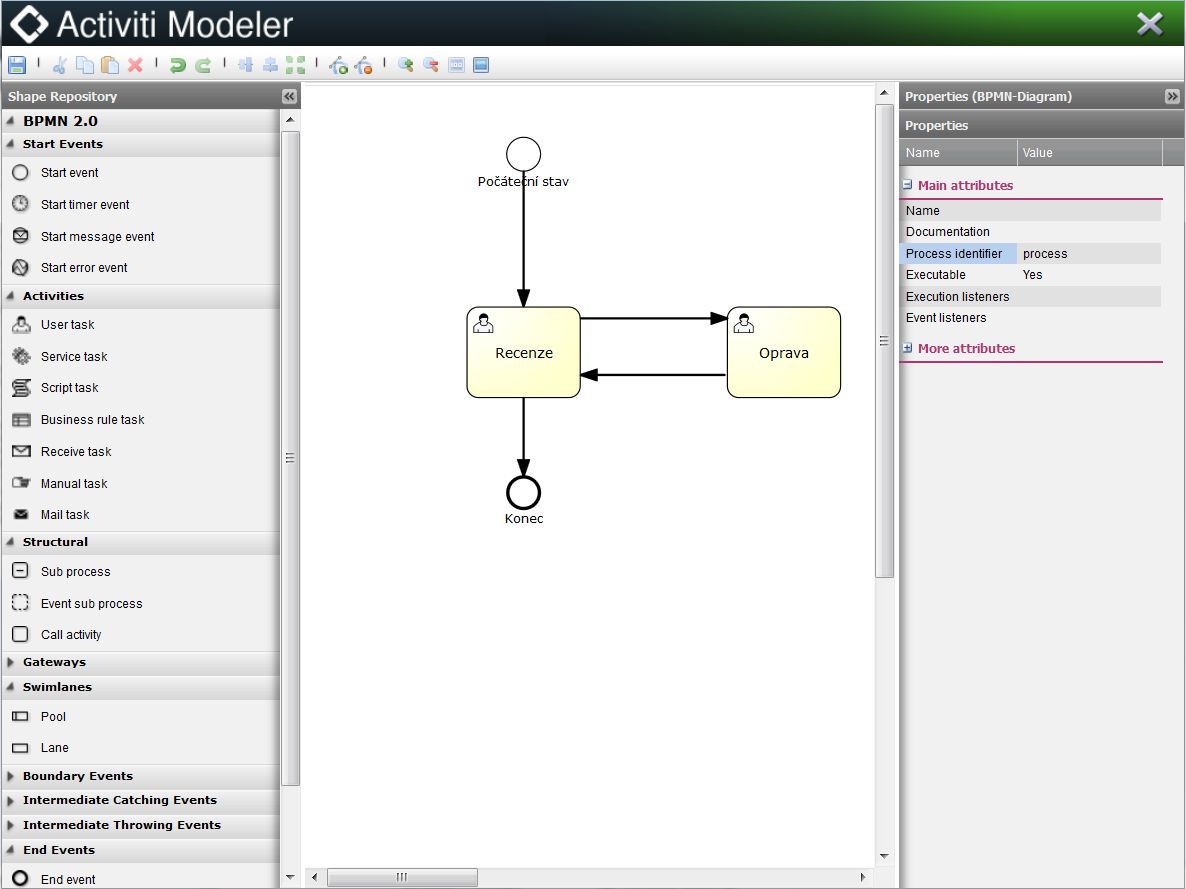 Activiti Modeler
Shape Repository
BPMN 2.0
Start Events
Start event
Start timer event
Start message event
Start error event
Activities
User task
Service task
Script task
Business rule task
Receive task
Manual task
Mail task
Structural
Sub process
Event sub process
Call activity
Gateways
Swimlanes
Pool
Lane
Boundary Events
Intermediate Catching Events
Intermediate Throwing Events
End Events
End event
Počáteční stav
Recenze
Oprava
Konec
Properties (BPMN-Diagram)
Properties
Name Value
Main attributes
Name
Documentation
Process identifier process
Executable Yes
Execution listeners
Event listeners
More attributes